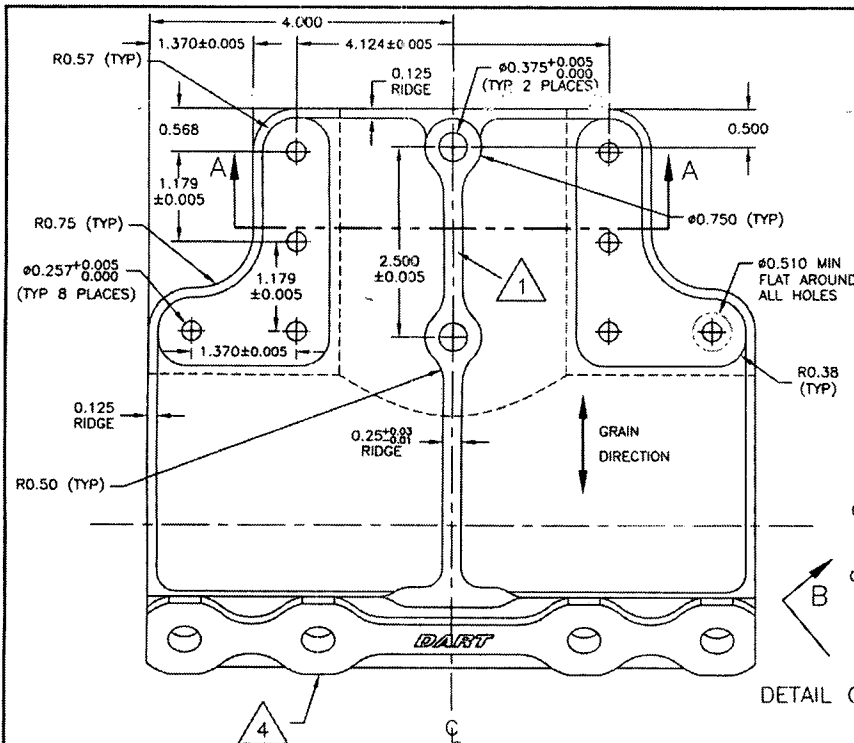 4.000
1.370±0.005
4.124±0.005
R0.57 (TYP)
0.125
RIDGE
ø0.375+0.005
0.000
(TYP 2 PLACES)
0.568
0.500
A
A
1.179
±0.005
R0.75 (TYP)
ø0.750 (TYP)
ø0.257+0.005
0.000
(TYP 8 PLACES)
1.179
±0.005
2.500
±0.005
1
ø0.510 MIN
FLAT AROUND
ALL HOLES
1.370±0.005
R0.38
(TYP)
0.125
RIDGE
0.25+0.03
-0.01
RIDGE
GRAIN
DIRECTION
R0.50 (TYP)
B
DART
DETAIL
4
℄